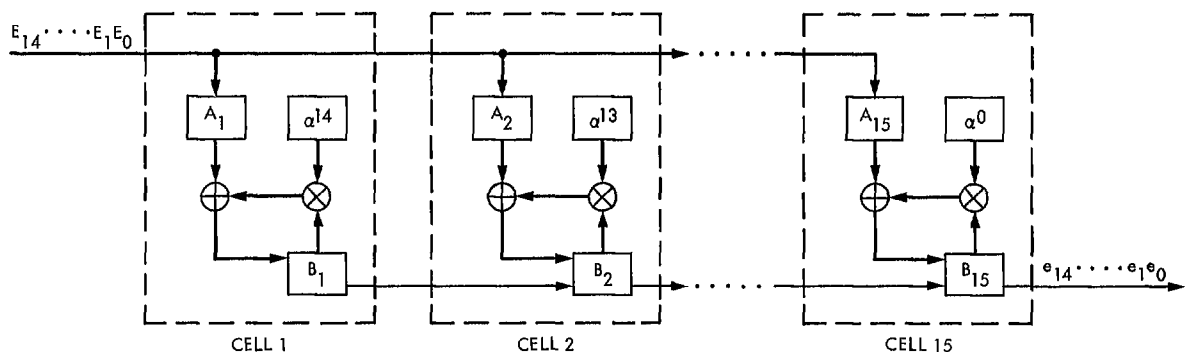 E₁₄ · · · · · E₁E₀
A₁ α¹⁴
B₁
CELL 1
A₂ α¹³
B₂
CELL 2
A₁₅ α⁰
B₁₅
CELL 15
e₁₄ · · · · · e₁e₀